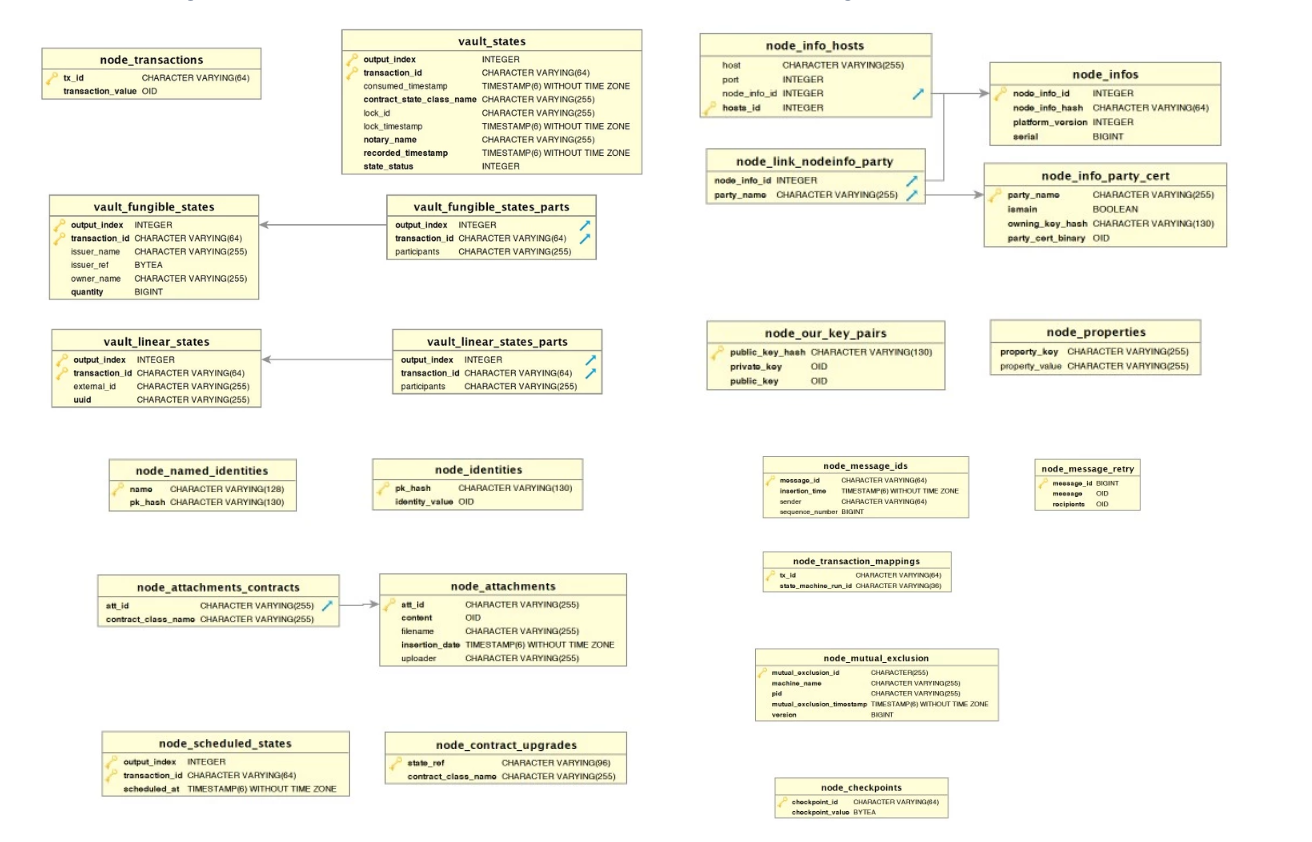 node_transactions
tx_id CHARACTER VARYING(64)
transaction_value OID
vault_states
output_index INTEGER
transaction_id CHARACTER VARYING(64)
consumed_timestamp TIMESTAMP(6) WITHOUT TIME ZONE
contract_state_class_name CHARACTER VARYING(255)
lock_id CHARACTER VARYING(255)
lock_timestamp TIMESTAMP(6) WITHOUT TIME ZONE
notary_name CHARACTER VARYING(255)
recorded_timestamp TIMESTAMP(6) WITHOUT TIME ZONE
state_status INTEGER
vault_fungible_states
output_index INTEGER
transaction_id CHARACTER VARYING(64)
issuer_name CHARACTER VARYING(255)
issuer_ref BYTEA
owner_name CHARACTER VARYING(255)
quantity BIGINT
vault_fungible_states_parts
output_index INTEGER
transaction_id CHARACTER VARYING(64)
participants CHARACTER VARYING(255)
vault_linear_states
output_index INTEGER
transaction_id CHARACTER VARYING(64)
external_id CHARACTER VARYING(255)
uuid CHARACTER VARYING(255)
vault_linear_states_parts
output_index INTEGER
transaction_id CHARACTER VARYING(64)
participants CHARACTER VARYING(255)
node_named_identities
name CHARACTER VARYING(128)
pk_hash CHARACTER VARYING(130)
node_identities
pk_hash CHARACTER VARYING(130)
identity_value OID
node_attachments_contracts
att_id CHARACTER VARYING(255)
contract_class_name CHARACTER VARYING(255)
node_attachments
att_id CHARACTER VARYING(255)
content OID
filename CHARACTER VARYING(255)
insertion_date TIMESTAMP(6) WITHOUT TIME ZONE
uploader CHARACTER VARYING(255)
node_scheduled_states
output_index INTEGER
transaction_id CHARACTER VARYING(64)
scheduled_at TIMESTAMP(6) WITHOUT TIME ZONE
node_contract_upgrades
state_ref CHARACTER VARYING(96)
contract_class_name CHARACTER VARYING(255)
node_info_hosts
host CHARACTER VARYING(255)
port INTEGER
node_info_id INTEGER
hosts_id INTEGER
node_infos
node_info_id INTEGER
node_info_hash CHARACTER VARYING(64)
platform_version INTEGER
serial BIGINT
node_link_nodeinfo_party
node_info_id INTEGER
party_name CHARACTER VARYING(255)
node_info_party_cert
party_name CHARACTER VARYING(255)
ismain BOOLEAN
owning_key_hash CHARACTER VARYING(130)
party_cert_binary OID
node_our_key_pairs
public_key_hash CHARACTER VARYING(130)
private_key OID
public_key OID
node_properties
property_key CHARACTER VARYING(255)
property_value CHARACTER VARYING(255)
node_message_ids
message_id CHARACTER VARYING(64)
insertion_time TIMESTAMP(6) WITHOUT TIME ZONE
sender CHARACTER VARYING(64)
sequence_number BIGINT
node_message_retry
message_id BIGINT
message OID
recipients OID
node_transaction_mappings
tx_id CHARACTER VARYING(64)
state_machine_run_id CHARACTER VARYING(36)
node_mutual_exclusion
mutual_exclusion_id CHARACTER(255)
machine_name CHARACTER VARYING(255)
pid CHARACTER VARYING(255)
mutual_exclusion_timestamp TIMESTAMP(6) WITHOUT TIME ZONE
version BIGINT
node_checkpoints
checkpoint_id CHARACTER VARYING(64)
checkpoint_value BYTEA